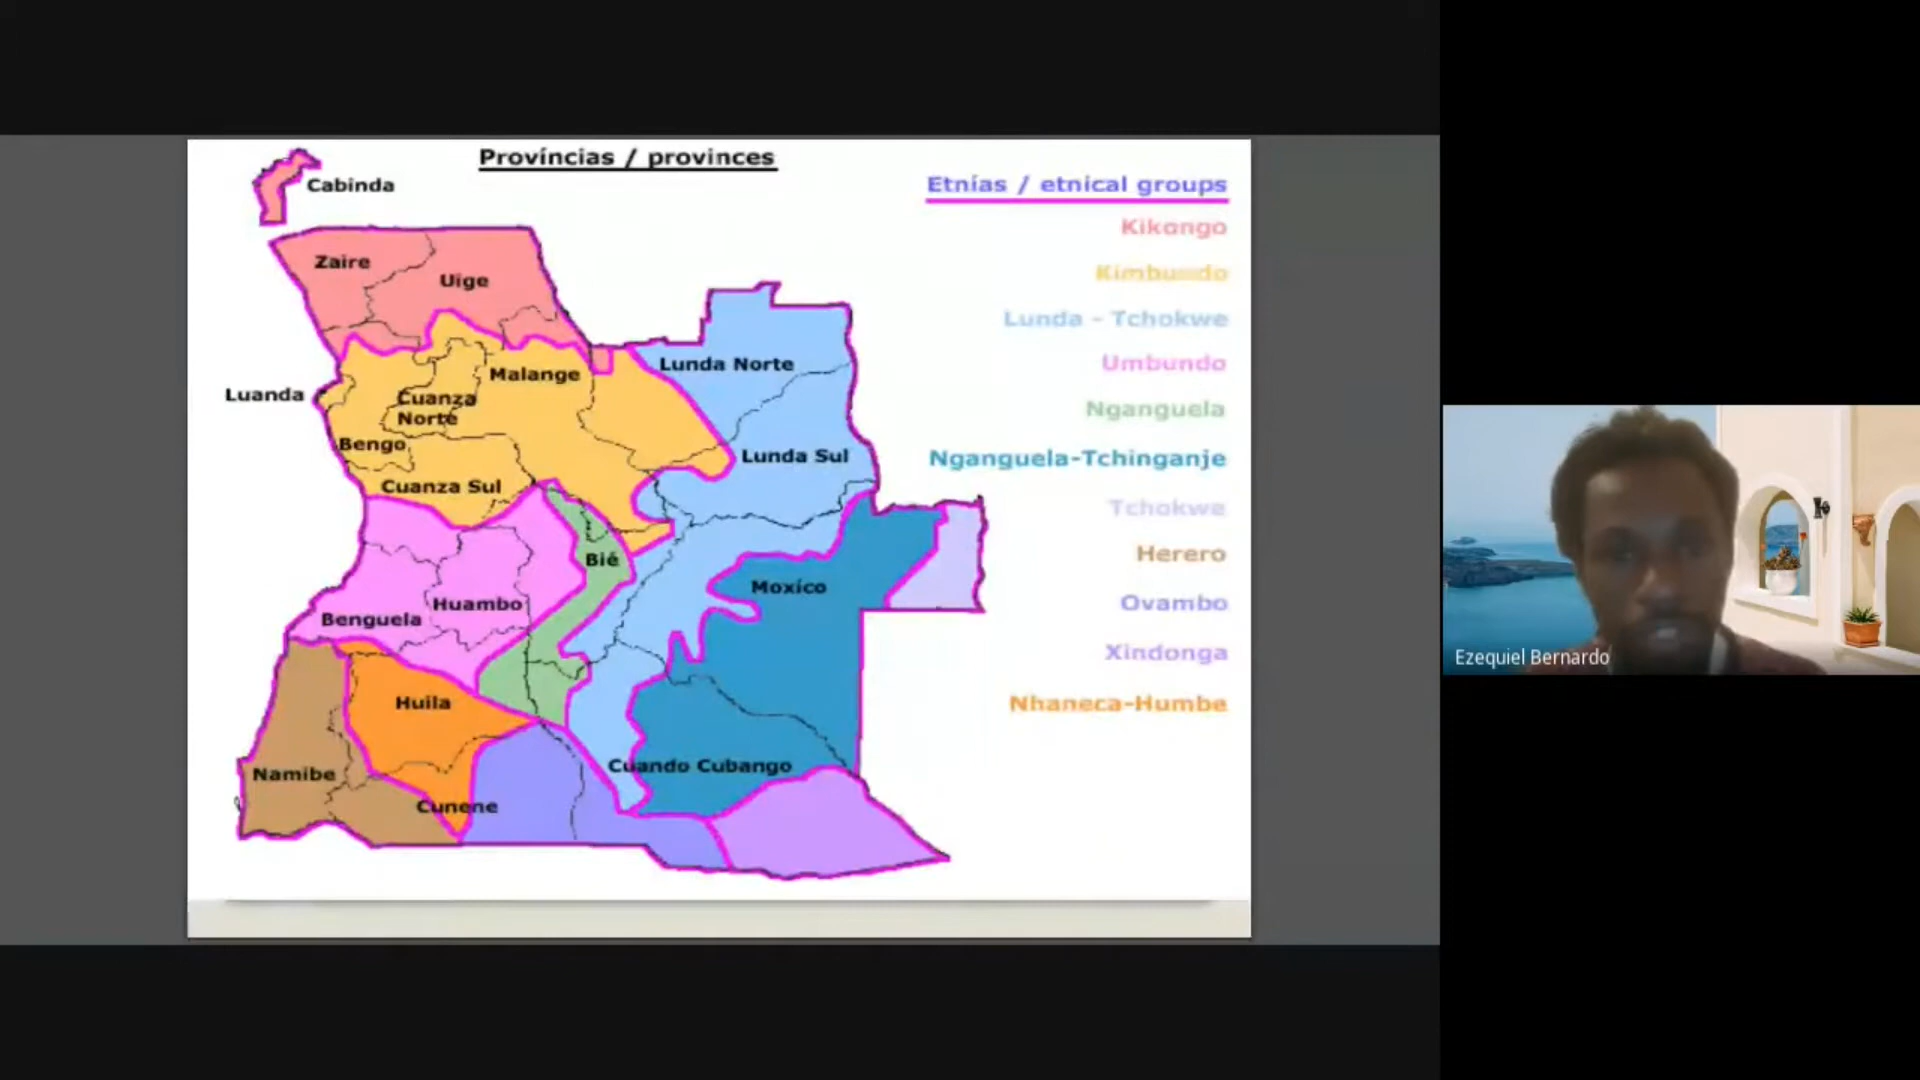 Províncias / provinces
Cabinda
Etnías / etnical groups
Kikongo
Zaire
Uige
Kimbundo
Lunda - Tchokwe
Lunda Norte
Umbundo
Malange
Luanda
Cuanza
Norte
Nganguela
Bengo
Lunda Sul
Nganguela-Tchinganje
Cuanza Sul
Tchokwe
Bié
Herero
Moxíco
Huambo
Ovambo
Benguela
Xindonga
Huila
Nhaneca-Humbe
Cuando Cubango
Namibe
Cunene
Ezequiel Bernardo